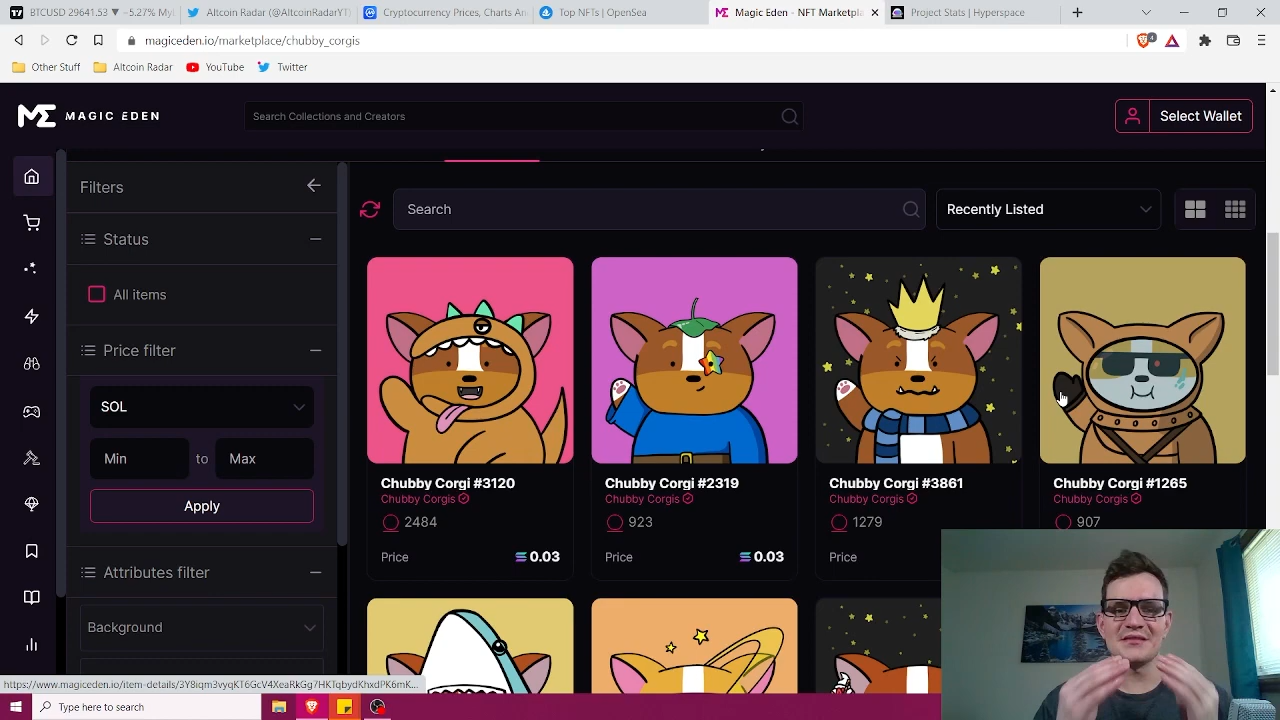 BTCUSD 29641.53 ▼ −5.27% My
Altcoin Radar (@AltcoinRadarYT)
Cryptocurrency Prices, Charts An
Top NFTs | OpenSea
Magic Eden - NFT Marketpla
Project Stats | Hyperspace
magiceden.io/marketplace/chubby_corgis
4
Other Stuff
Altcoin Radar
YouTube
Twitter
MAGIC EDEN
Search Collections and Creators
Select Wallet
Filters
Search
Recently Listed
Status
All items
Price filter
SOL
Min
to
Max
Apply
Attributes filter
Background
Chubby Corgi #3120
Chubby Corgis
2484
Price
0.03
Chubby Corgi #2319
Chubby Corgis
923
Price
0.03
Chubby Corgi #3861
Chubby Corgis
1279
Price
Chubby Corgi #1265
Chubby Corgis
907
Type here to search